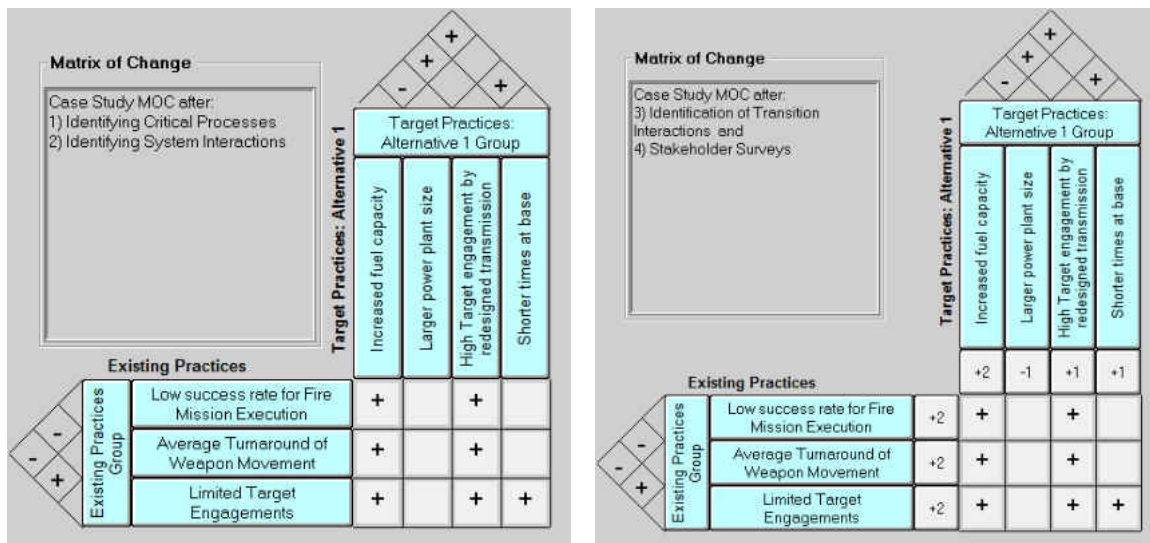 Matrix of Change
Case Study MOC after:
1) Identifying Critical Processes
2) Identifying System Interactions
+
+
-
+
Target Practices: Alternative 1
Target Practices:
Alternative 1 Group
Increased fuel capacity
Larger power plant size
High Target engagement by
redesigned transmission
Shorter times at base
Existing Practices
Existing Practices
Group
-
-
+
Low success rate for Fire
Mission Execution
+ +
Average Turnaround of
Weapon Movement
+ +
Limited Target
Engagements
+ + +
Matrix of Change
Case Study MOC after:
3) Identification of Transition
Interactions and
4) Stakeholder Surveys
+
+
-
+
Target Practices: Alternative 1
Target Practices:
Alternative 1 Group
Increased fuel capacity
Larger power plant size
High Target engagement by
redesigned transmission
Shorter times at base
+2 -1 +1 +1
Existing Practices
Existing Practices
Group
-
-
+
Low success rate for Fire
Mission Execution
+2 + +
Average Turnaround of
Weapon Movement
+2 + +
Limited Target
Engagements
+2 + + +